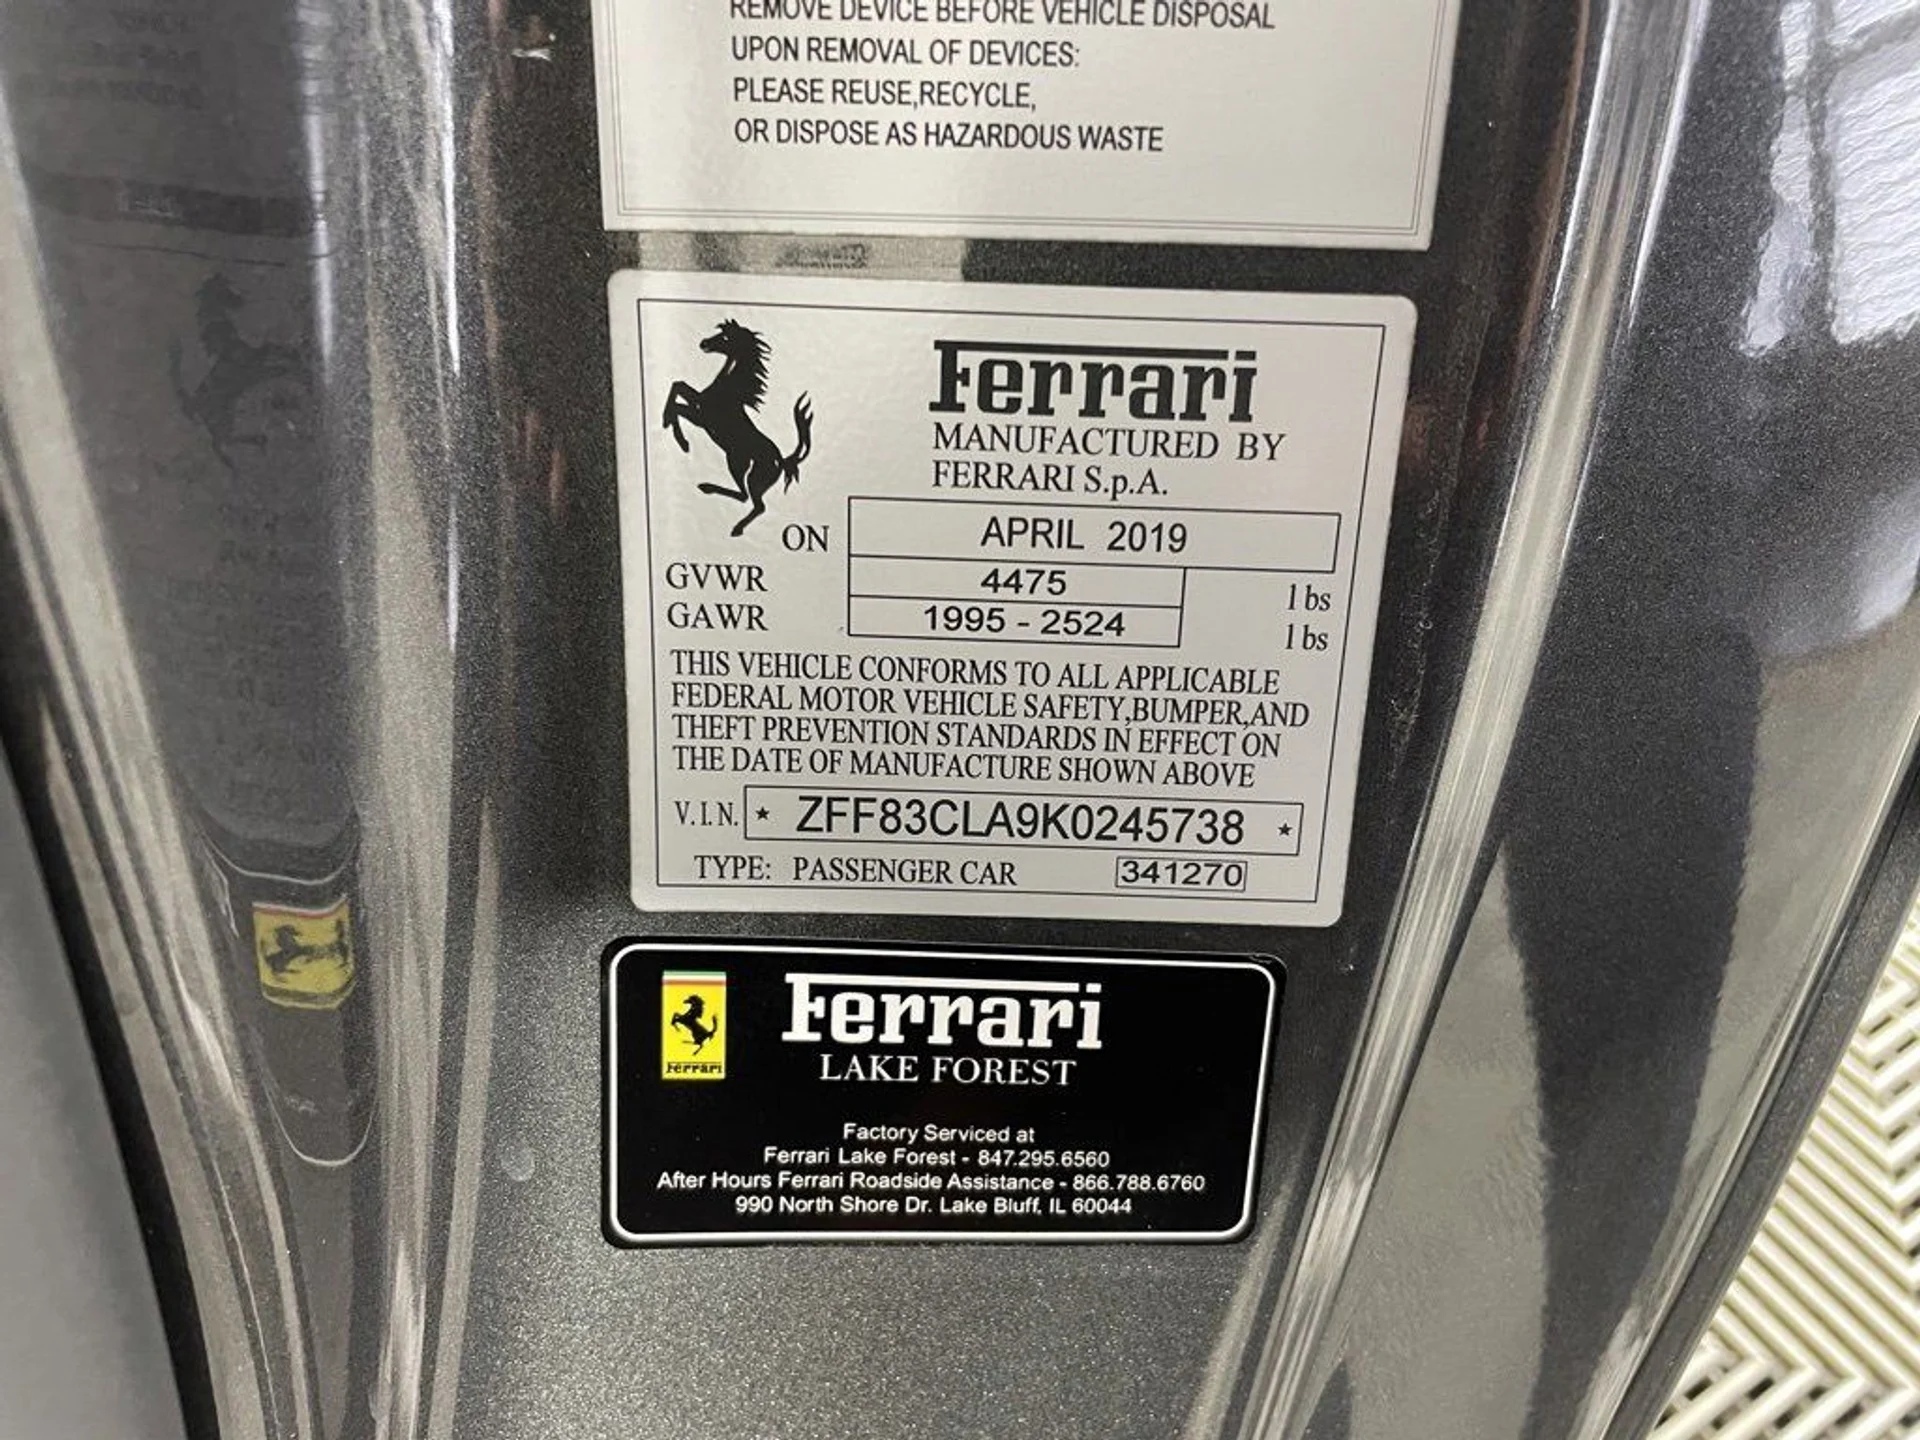 REMOVE DEVICE BEFORE VEHICLE DISPOSAL
UPON REMOVAL OF DEVICES:
PLEASE REUSE,RECYCLE,
OR DISPOSE AS HAZARDOUS WASTE
Ferrari
MANUFACTURED BY
FERRARI S.p.A.
ON APRIL 2019
GVWR 4475 lbs
GAWR 1995 - 2524 lbs
THIS VEHICLE CONFORMS TO ALL APPLICABLE
FEDERAL MOTOR VEHICLE SAFETY,BUMPER,AND
THEFT PREVENTION STANDARDS IN EFFECT ON
THE DATE OF MANUFACTURE SHOWN ABOVE
V.I.N. * ZFF83CLA9K0245738 *
TYPE: PASSENGER CAR 341270
Ferrari
Ferrari
LAKE FOREST
Factory Serviced at
Ferrari Lake Forest - 847.295.6560
After Hours Ferrari Roadside Assistance - 866.788.6760
990 North Shore Dr. Lake Bluff, IL 60044